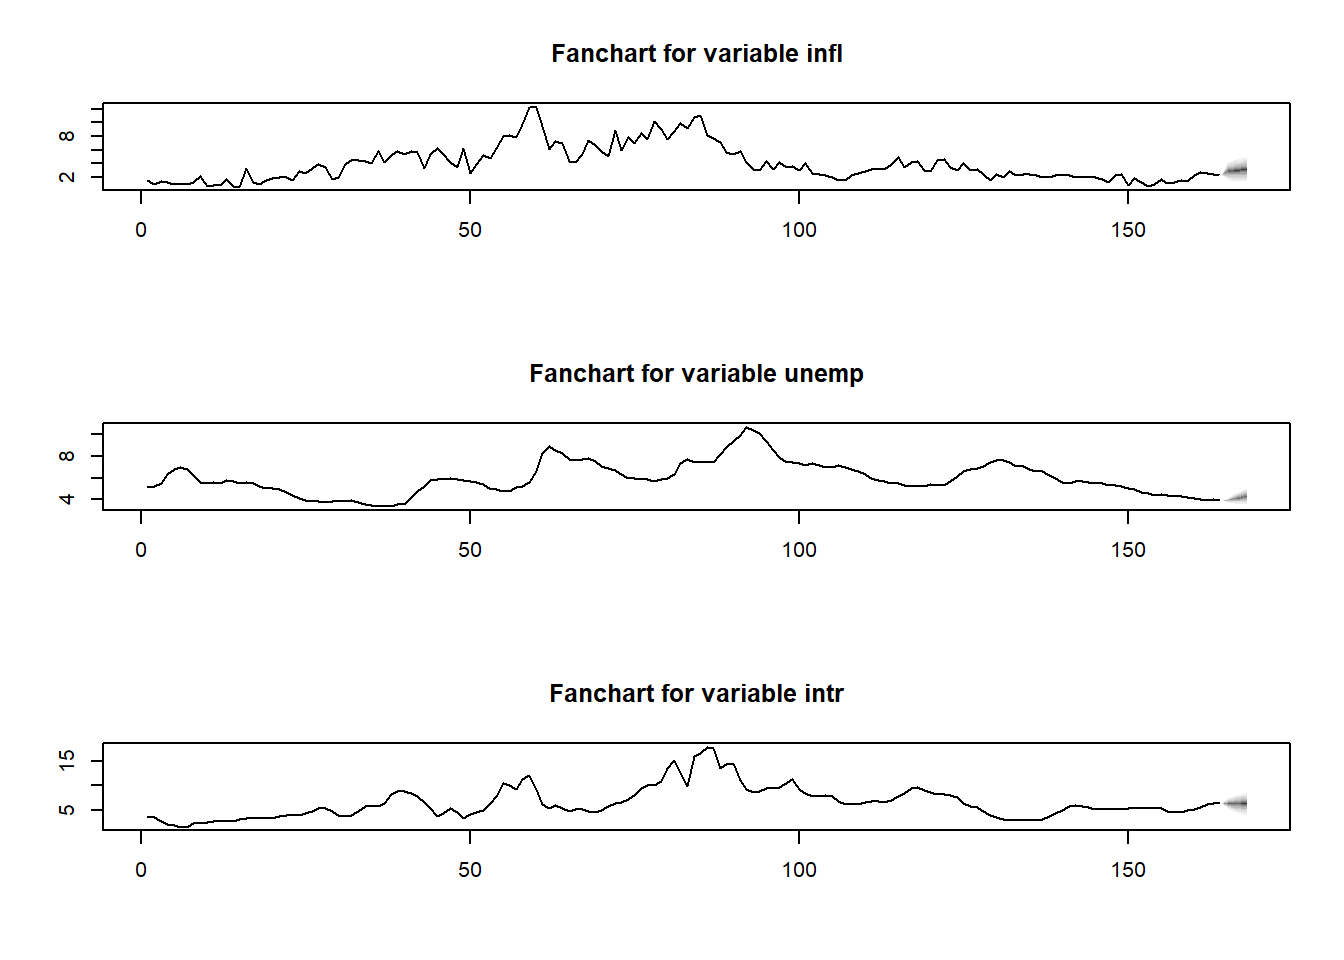 Fanchart for variable infl
8
2
0 50 100 150
Fanchart for variable unemp
8
4
0 50 100 150
Fanchart for variable intr
15
5
0 50 100 150